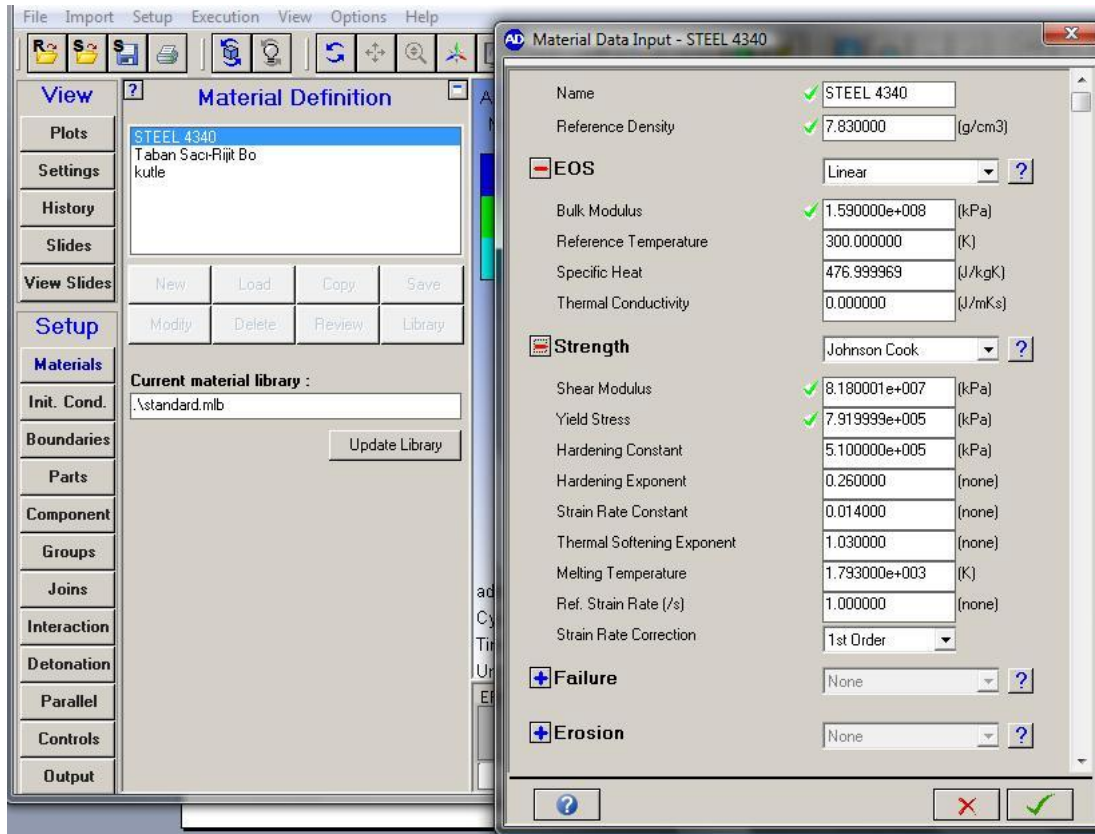 File Import Setup Execution View Options Help
View
Plots
Settings
History
Slides
View Slides
Setup
Materials
Init. Cond.
Boundaries
Parts
Component
Groups
Joins
Interaction
Detonation
Parallel
Controls
Output
? Material Definition
STEEL 4340
Taban Sacı-Rijit Bo
kutle
New Load Copy Save
Modify Delete Review Library
Current material library :
.\standard.mlb
Update Library
AD Material Data Input - STEEL 4340
Name STEEL 4340
Reference Density 7.830000 (g/cm3)
EOS Linear ?
Bulk Modulus 1.590000e+008 (kPa)
Reference Temperature 300.000000 (K)
Specific Heat 476.999969 (J/kgK)
Thermal Conductivity 0.000000 (J/mKs)
Strength Johnson Cook ?
Shear Modulus 8.180001e+007 (kPa)
Yield Stress 7.919999e+005 (kPa)
Hardening Constant 5.100000e+005 (kPa)
Hardening Exponent 0.260000 (none)
Strain Rate Constant 0.014000 (none)
Thermal Softening Exponent 1.030000 (none)
Melting Temperature 1.793000e+003 (K)
Ref. Strain Rate (/s) 1.000000 (none)
Strain Rate Correction 1st Order
Failure None ?
Erosion None ?